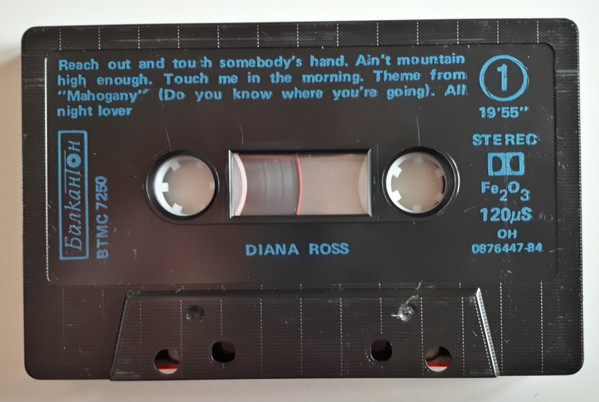 Reach out and touch somebody's hand. Ain't mountain
high enough. Touch me in the morning. Theme from
"Mahogany" (Do you know where you're going). All
night lover
1
19'55"
Балкантон
BTMC 7250
STEREO
Fe2O3
120µS
OH
0876447-84
DIANA ROSS